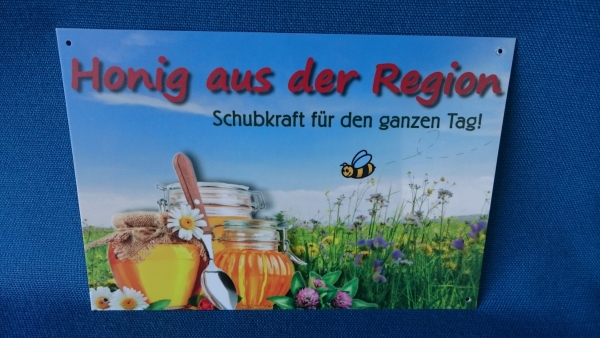 Honig aus der Region
Schubkraft für den ganzen Tag!